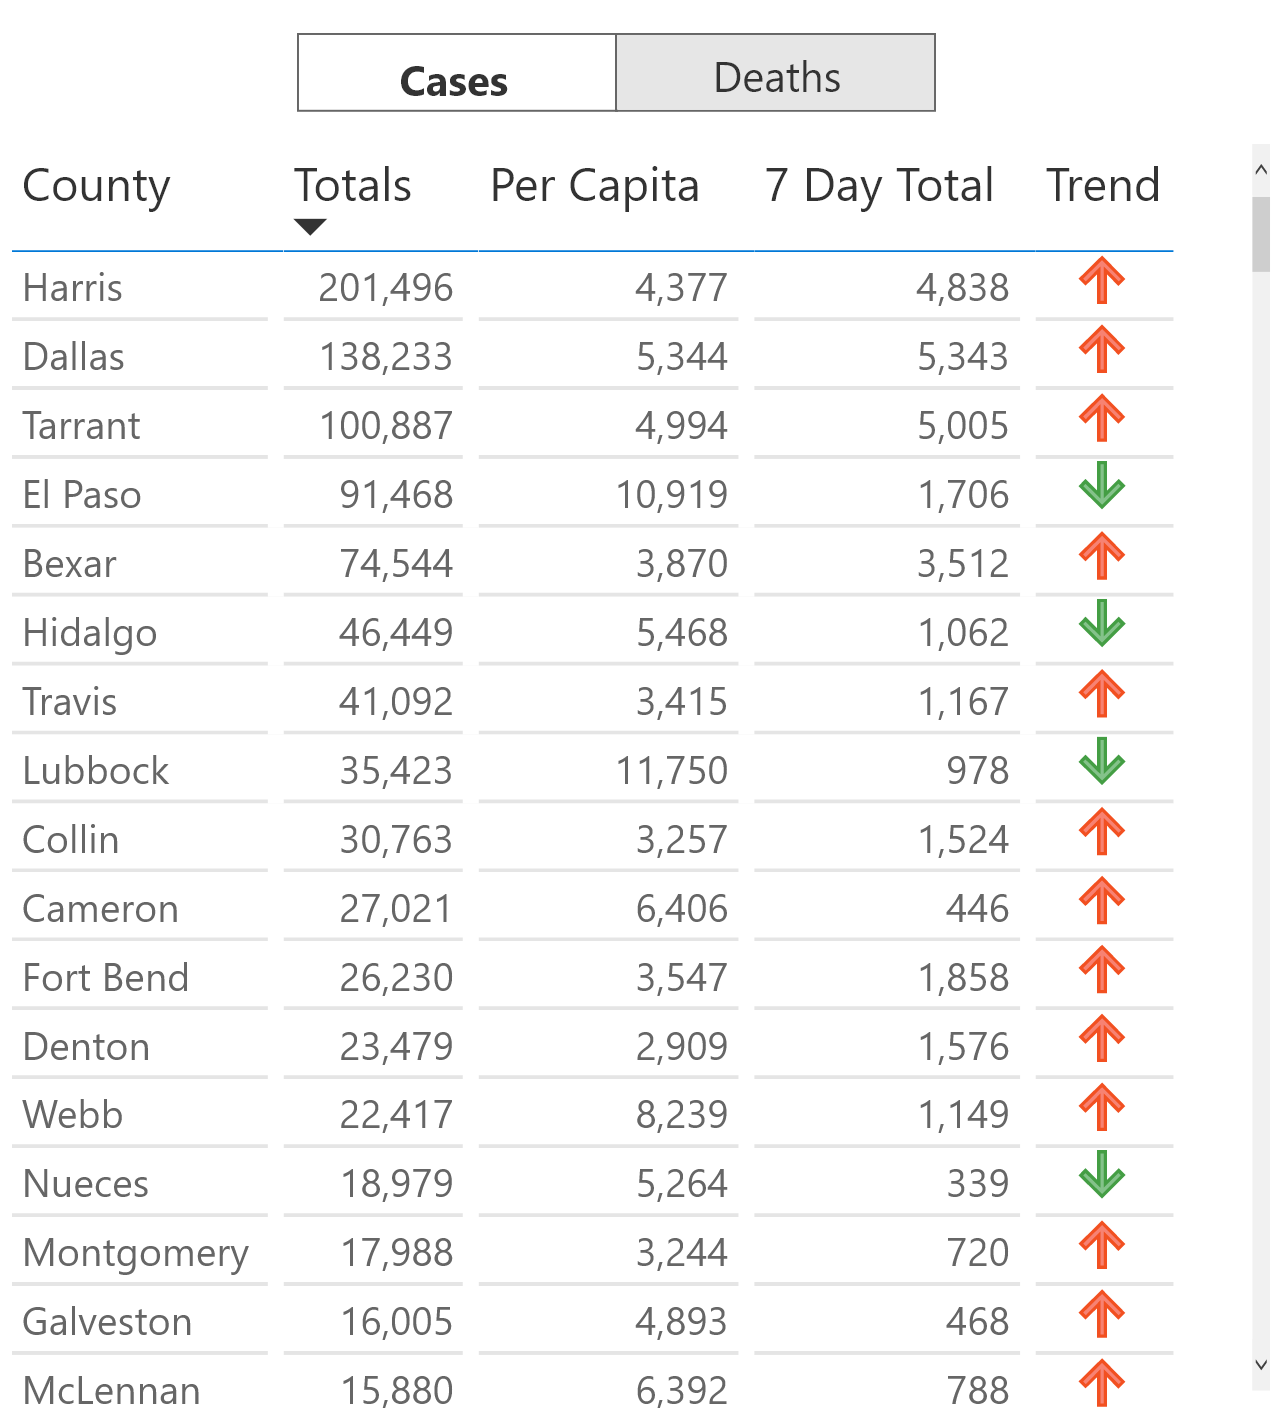 Cases Deaths
County Totals Per Capita 7 Day Total Trend
Harris 201,496 4,377 4,838
Dallas 138,233 5,344 5,343
Tarrant 100,887 4,994 5,005
El Paso 91,468 10,919 1,706
Bexar 74,544 3,870 3,512
Hidalgo 46,449 5,468 1,062
Travis 41,092 3,415 1,167
Lubbock 35,423 11,750 978
Collin 30,763 3,257 1,524
Cameron 27,021 6,406 446
Fort Bend 26,230 3,547 1,858
Denton 23,479 2,909 1,576
Webb 22,417 8,239 1,149
Nueces 18,979 5,264 339
Montgomery 17,988 3,244 720
Galveston 16,005 4,893 468
McLennan 15,880 6,392 788